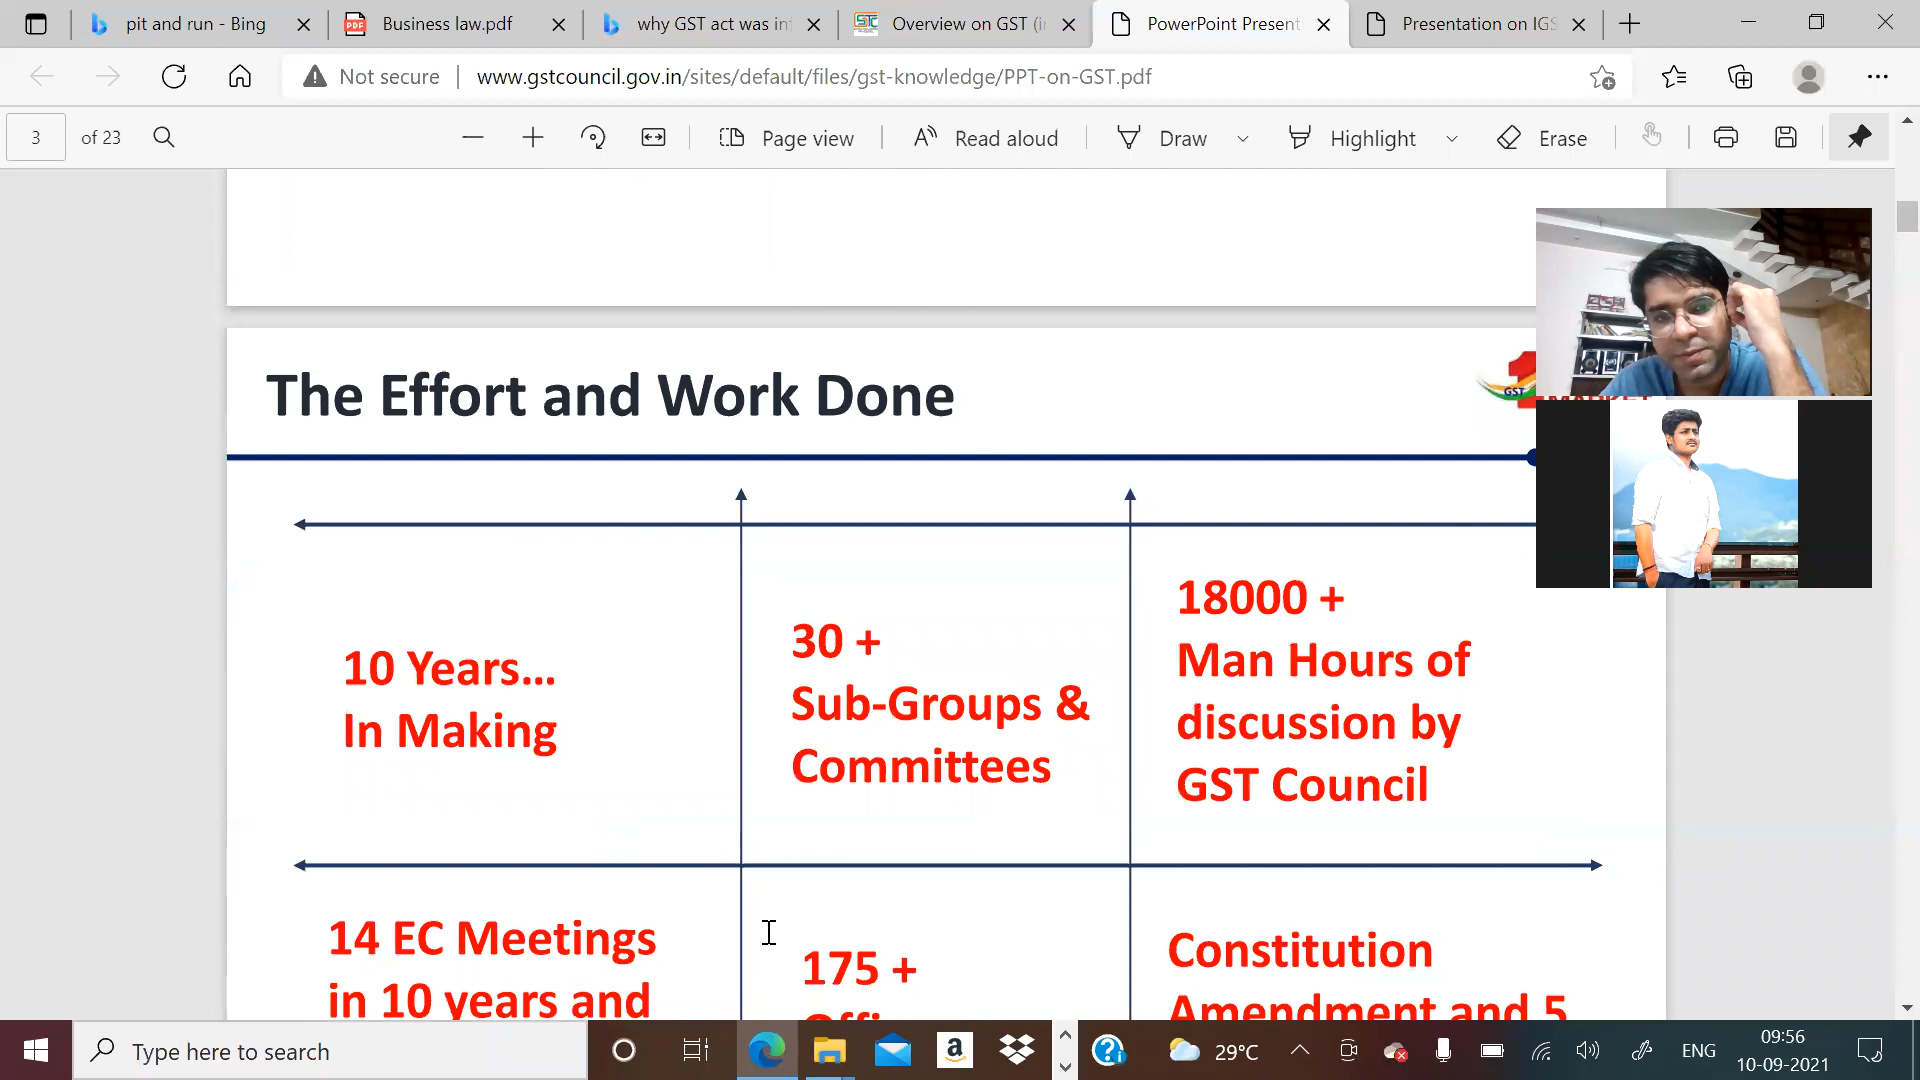 pit and run - Bing
Business law.pdf
why GST act was in
Overview on GST (i
PowerPoint Present
Presentation on IGS
Not secure
www.gstcouncil.gov.in/sites/default/files/gst-knowledge/PPT-on-GST.pdf
3 of 23
Page view
Read aloud
Draw
Highlight
Erase
The Effort and Work Done
GST
10 Years...
In Making
30 +
Sub-Groups &
Committees
18000 +
Man Hours of
discussion by
GST Council
14 EC Meetings
in 10 years and
175 +
Constitution
Amendment and 5
Type here to search
29°C
ENG
09:56
10-09-2021